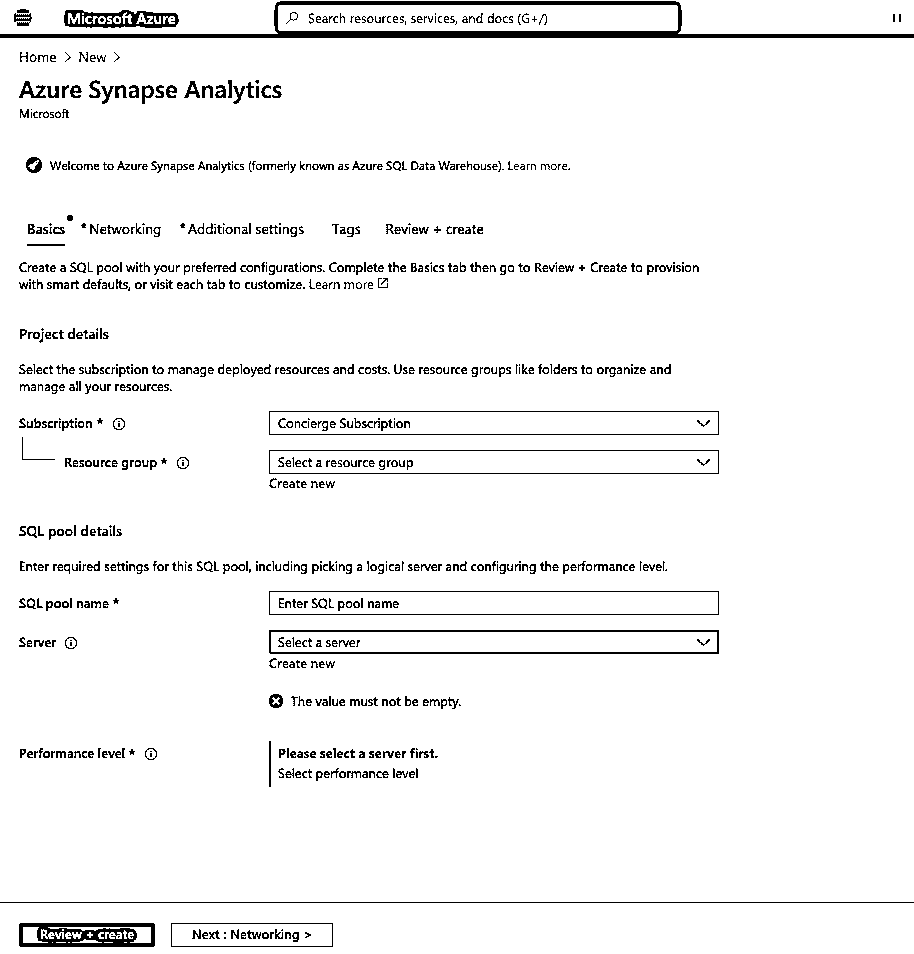 Microsoft Azure
Search resources, services, and docs (G+/)
Home > New >
Azure Synapse Analytics
Microsoft
Welcome to Azure Synapse Analytics (formerly known as Azure SQL Data Warehouse). Learn more.
Basics * Networking * Additional settings Tags Review + create
Create a SQL pool with your preferred configurations. Complete the Basics tab then go to Review + Create to provision
with smart defaults, or visit each tab to customize. Learn more
Project details
Select the subscription to manage deployed resources and costs. Use resource groups like folders to organize and
manage all your resources.
Subscription * Concierge Subscription
Resource group * Select a resource group
Create new
SQL pool details
Enter required settings for this SQL pool, including picking a logical server and configuring the performance level.
SQL pool name * Enter SQL pool name
Server Select a server
Create new
The value must not be empty.
Performance level * Please select a server first.
Select performance level
Review + create Next : Networking >